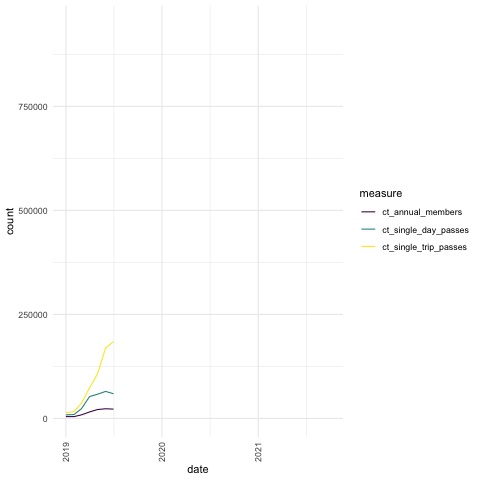 750000
500000
250000
0
count
2019
2020
2021
date
measure
ct_annual_members
ct_single_day_passes
ct_single_trip_passes